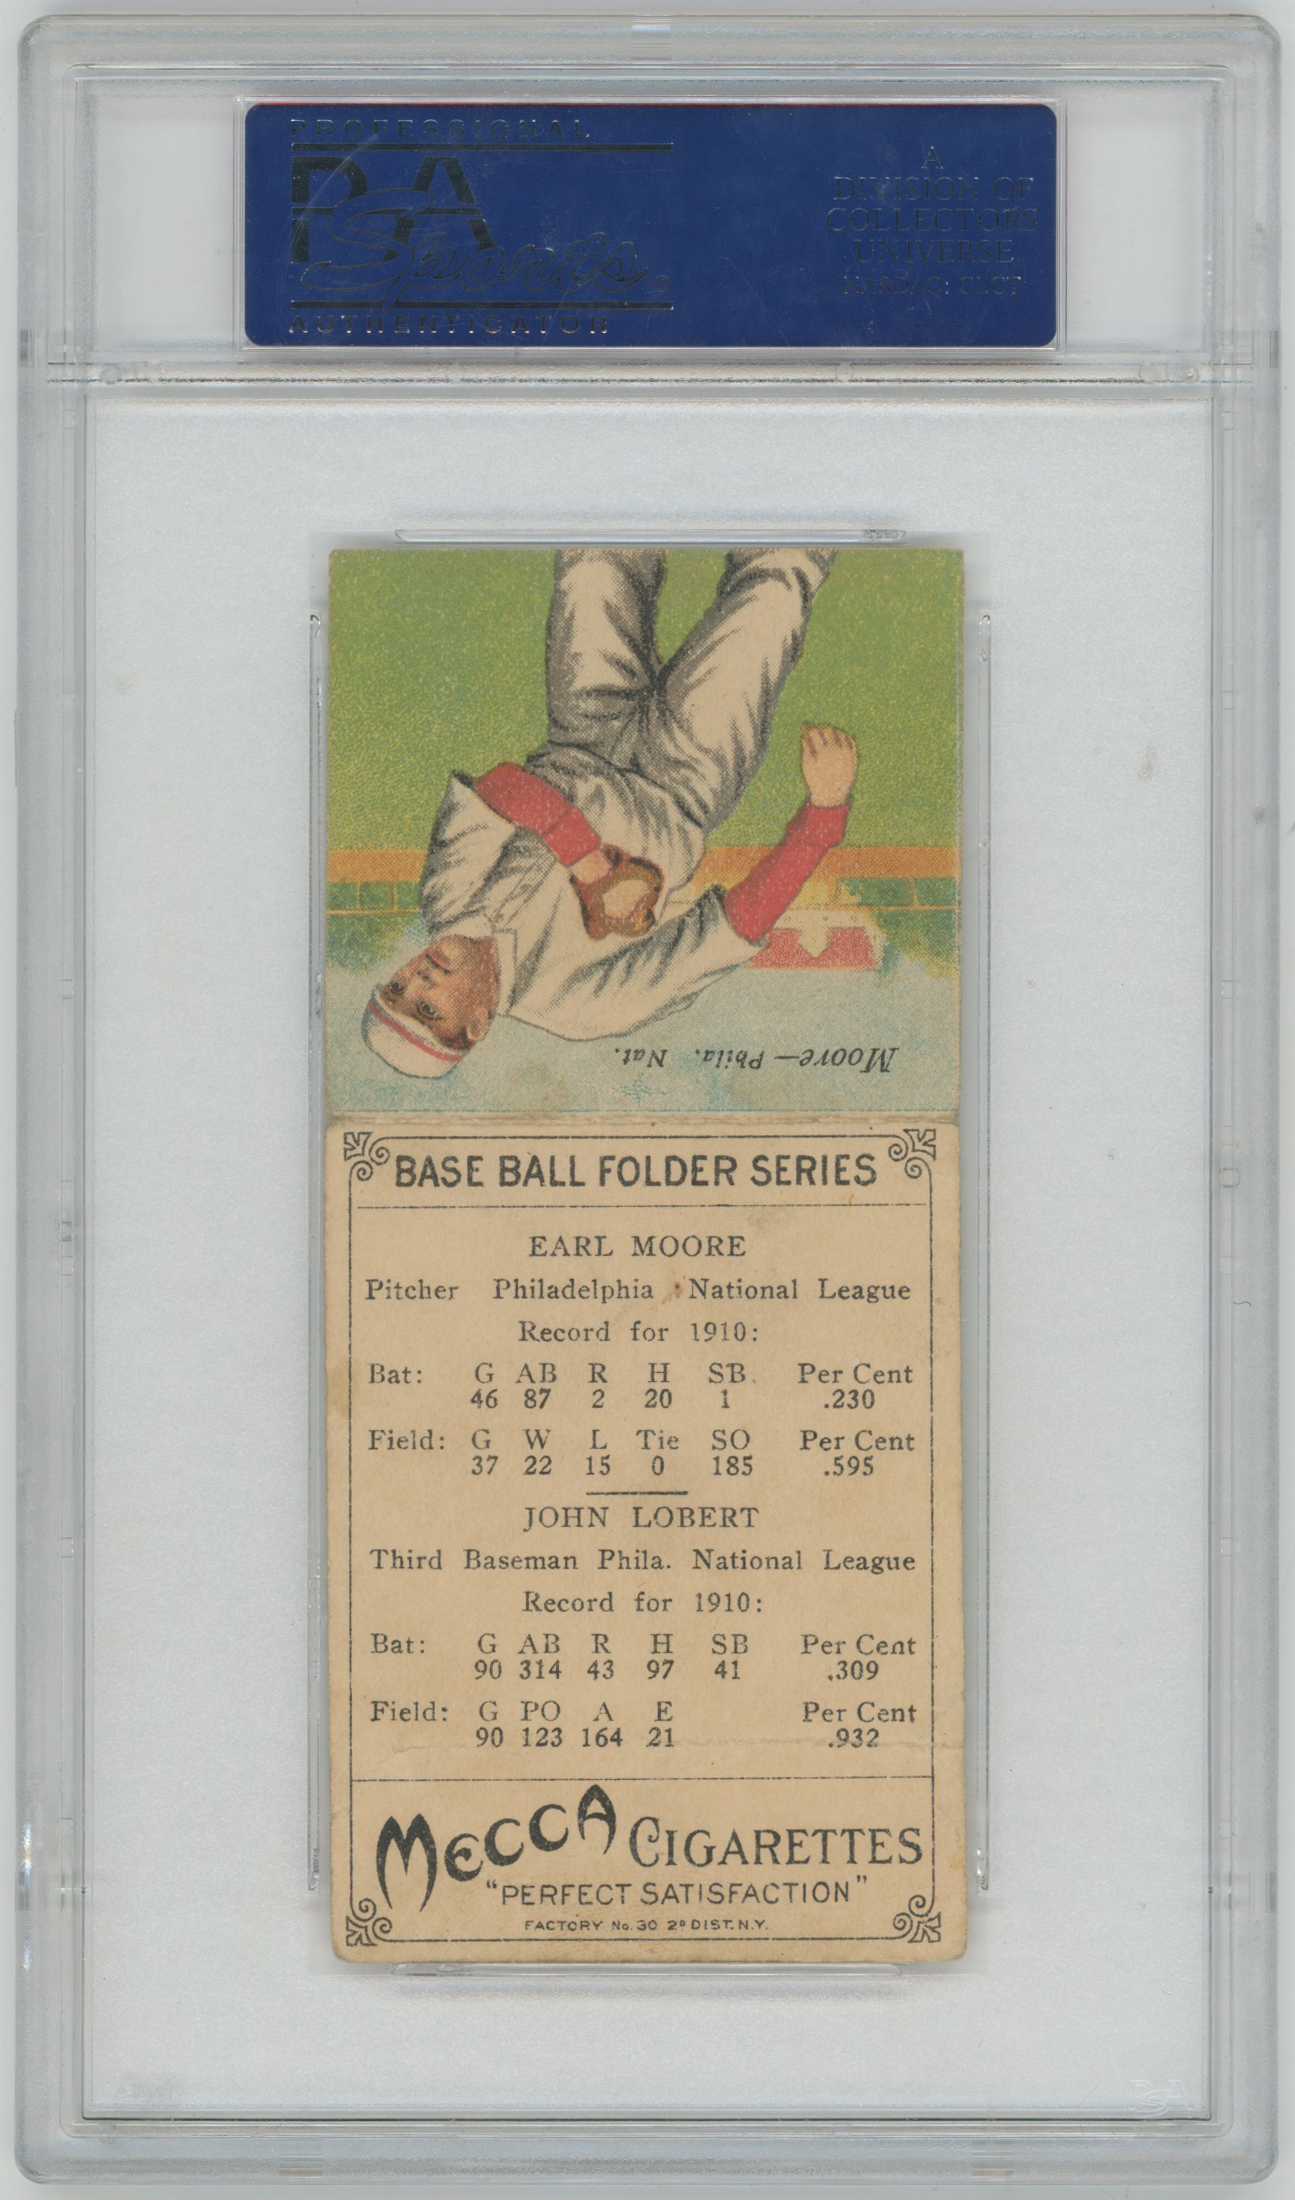 PROFESSIONAL
PSA
Sports®
AUTHENTICATOR
A
DIVISION OF
COLLECTORS
UNIVERSE
NASDAQ: CLCT
Moore—Phila. Nat.
BASE BALL FOLDER SERIES
EARL MOORE
Pitcher Philadelphia National League
Record for 1910:
Bat: G AB R H SB. Per Cent
46 87 2 20 1 .230
Field: G W L Tie SO Per Cent
37 22 15 0 185 .595
JOHN LOBERT
Third Baseman Phila. National League
Record for 1910:
Bat: G AB R H SB Per Cent
90 314 43 97 41 .309
Field: G PO A E Per Cent
90 123 164 21 .932
MECCA CIGARETTES
"PERFECT SATISFACTION"
FACTORY No. 30 2D DIST. N.Y.
PSA